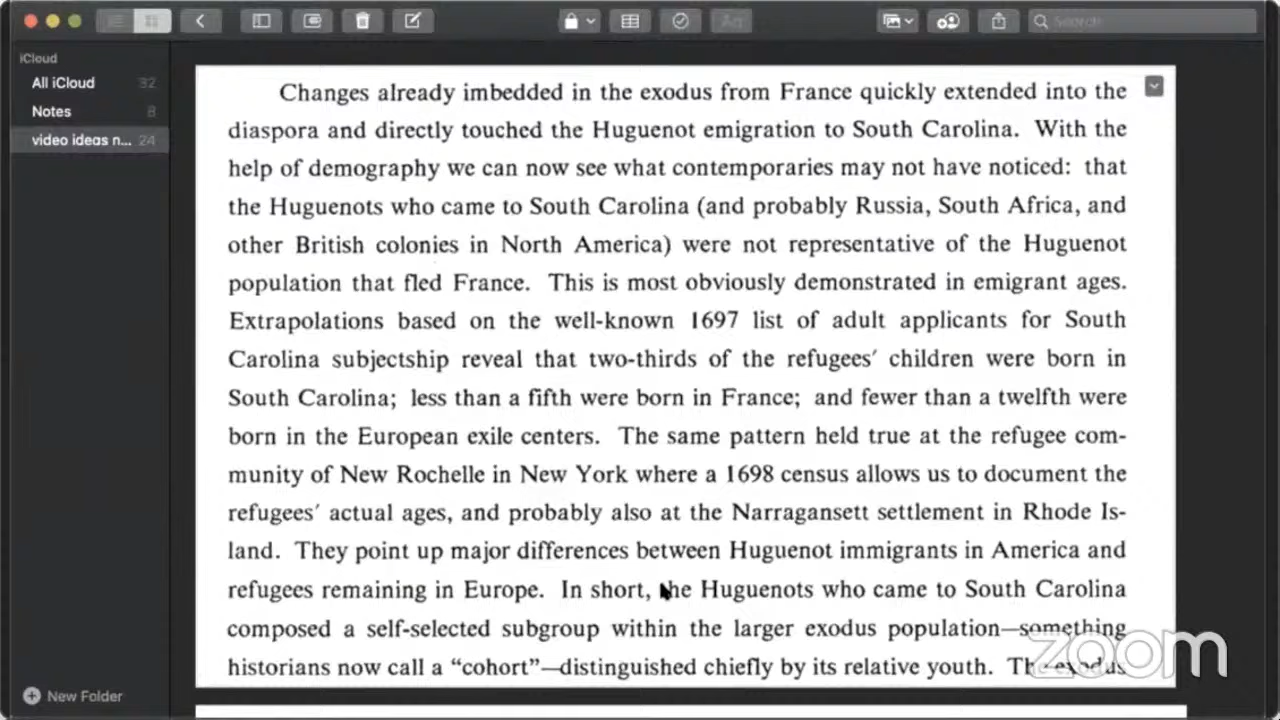 Search
iCloud
All iCloud 32
Notes 8
video ideas n... 24
New Folder
Changes already imbedded in the exodus from France quickly extended into the
diaspora and directly touched the Huguenot emigration to South Carolina. With the
help of demography we can now see what contemporaries may not have noticed: that
the Huguenots who came to South Carolina (and probably Russia, South Africa, and
other British colonies in North America) were not representative of the Huguenot
population that fled France. This is most obviously demonstrated in emigrant ages.
Extrapolations based on the well-known 1697 list of adult applicants for South
Carolina subjectship reveal that two-thirds of the refugees' children were born in
South Carolina; less than a fifth were born in France; and fewer than a twelfth were
born in the European exile centers. The same pattern held true at the refugee com-
munity of New Rochelle in New York where a 1698 census allows us to document the
refugees' actual ages, and probably also at the Narragansett settlement in Rhode Is-
land. They point up major differences between Huguenot immigrants in America and
refugees remaining in Europe. In short, the Huguenots who came to South Carolina
composed a self-selected subgroup within the larger exodus population—something
historians now call a “cohort”—distinguished chiefly by its relative youth. The exodus
zoom